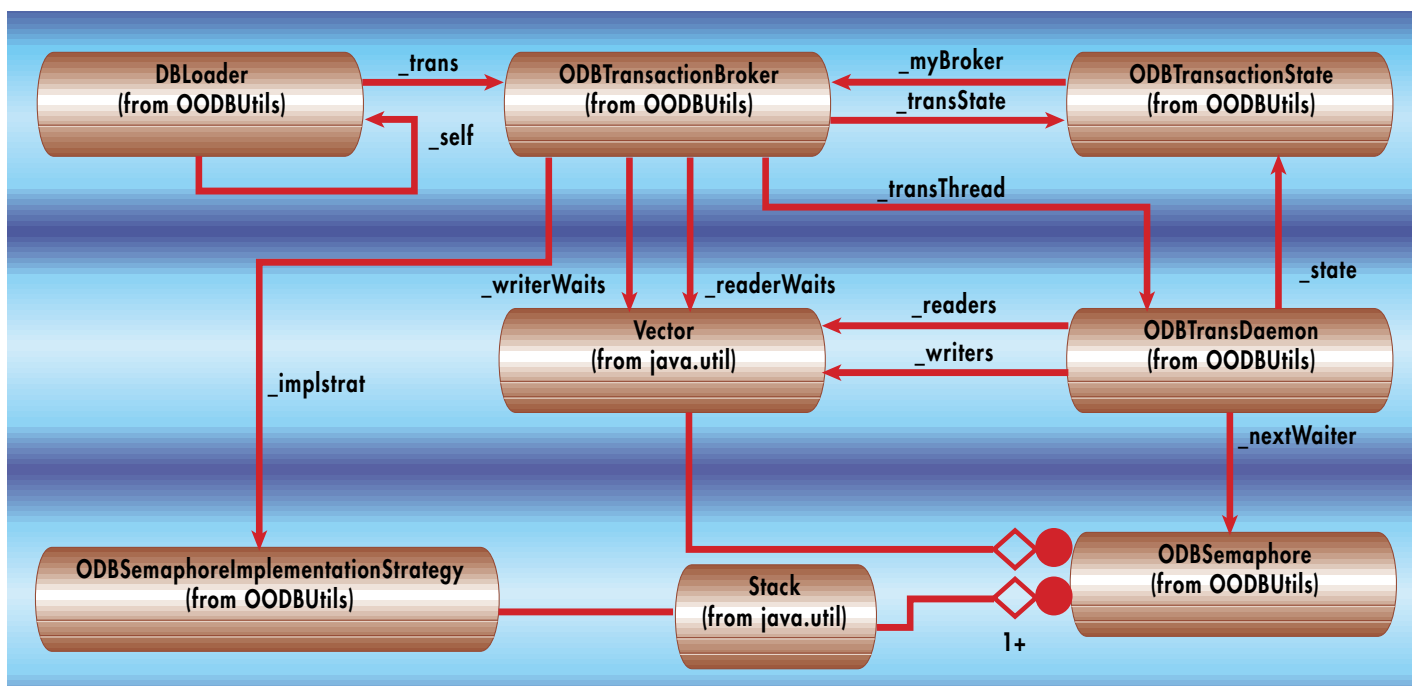 DBLoader
(from OODBUtils)
_trans
ODBTransactionBroker
(from OODBUtils)
_myBroker
_transState
ODBTransactionState
(from OODBUtils)
_self
_transThread
_writerWaits
_readerWaits
_state
_implstrat
Vector
(from java.util)
_readers
_writers
ODBTransDaemon
(from OODBUtils)
_nextWaiter
ODBSemaphoreImplementationStrategy
(from OODBUtils)
Stack
(from java.util)
1+
ODBSemaphore
(from OODBUtils)